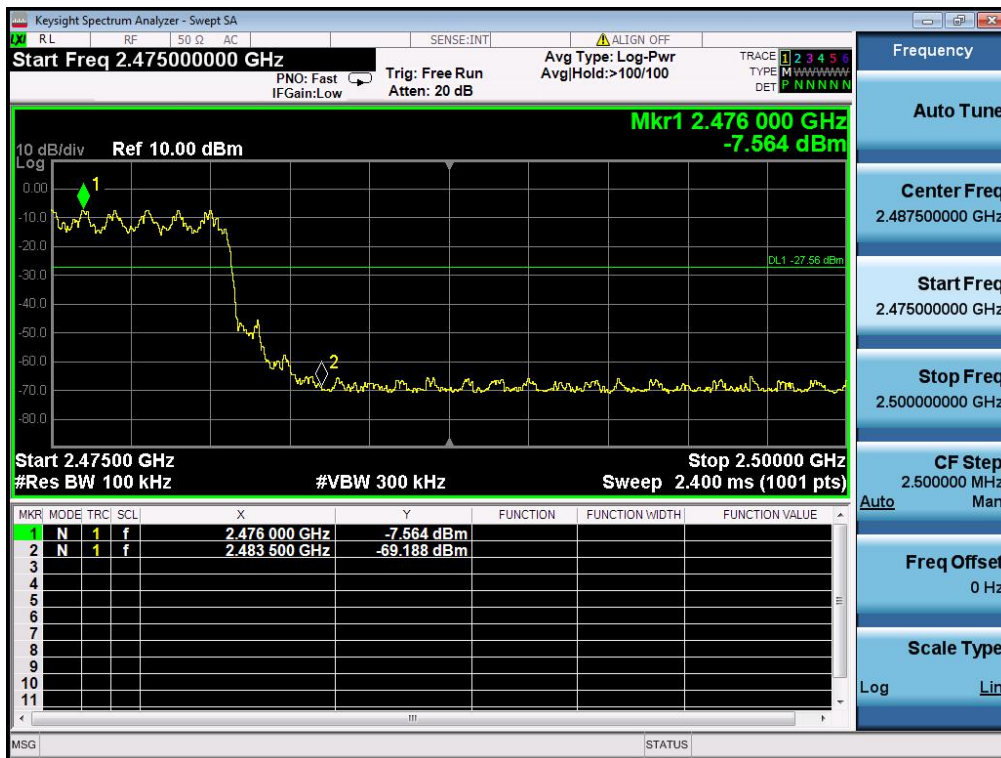 Keysight Spectrum Analyzer - Swept SA
LXI RL RF 50 Ω AC SENSE:INT ALIGN OFF
Start Freq 2.475000000 GHz
PNO: Fast
IFGain:Low
Trig: Free Run
Atten: 20 dB
Avg Type: Log-Pwr
Avg|Hold:>100/100
TRACE 1 2 3 4 5 6
TYPE M WWWWW
DET P N N N N N
Mkr1 2.476 000 GHz
-7.564 dBm
10 dB/div Ref 10.00 dBm
Log
0.00
-10.0
-20.0
-30.0
-40.0
-50.0
-60.0
-70.0
-80.0
1
DL1 -27.56 dBm
2
Start 2.47500 GHz Stop 2.50000 GHz
#Res BW 100 kHz #VBW 300 kHz Sweep 2.400 ms (1001 pts)
MKR MODE TRC SCL X Y FUNCTION FUNCTION WIDTH FUNCTION VALUE
1 N 1 f 2.476 000 GHz -7.564 dBm
2 N 1 f 2.483 500 GHz -69.188 dBm
3
4
5
6
7
8
9
10
11
MSG STATUS
Frequency
Auto Tune
Center Freq
2.487500000 GHz
Start Freq
2.475000000 GHz
Stop Freq
2.500000000 GHz
CF Step
2.500000 MHz
Auto Man
Freq Offset
0 Hz
Scale Type
Log Lin